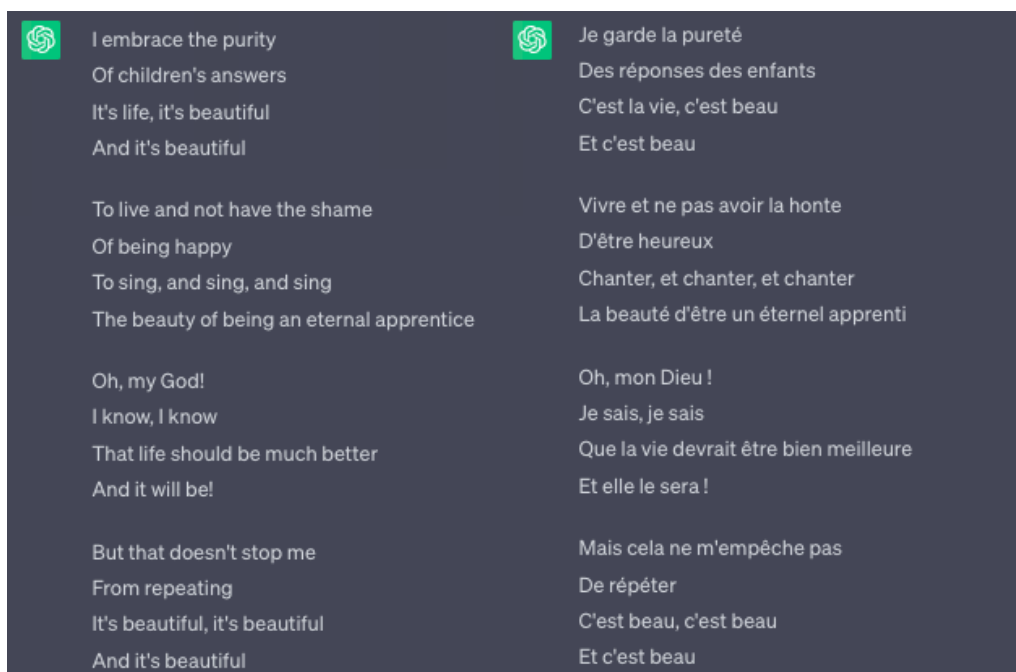 I embrace the purity
Of children's answers
It's life, it's beautiful
And it's beautiful
To live and not have the shame
Of being happy
To sing, and sing, and sing
The beauty of being an eternal apprentice
Oh, my God!
I know, I know
That life should be much better
And it will be!
But that doesn't stop me
From repeating
It's beautiful, it's beautiful
And it's beautiful
Je garde la pureté
Des réponses des enfants
C'est la vie, c'est beau
Et c'est beau
Vivre et ne pas avoir la honte
D'être heureux
Chanter, et chanter, et chanter
La beauté d'être un éternel apprenti
Oh, mon Dieu !
Je sais, je sais
Que la vie devrait être bien meilleure
Et elle le sera !
Mais cela ne m'empêche pas
De répéter
C'est beau, c'est beau
Et c'est beau